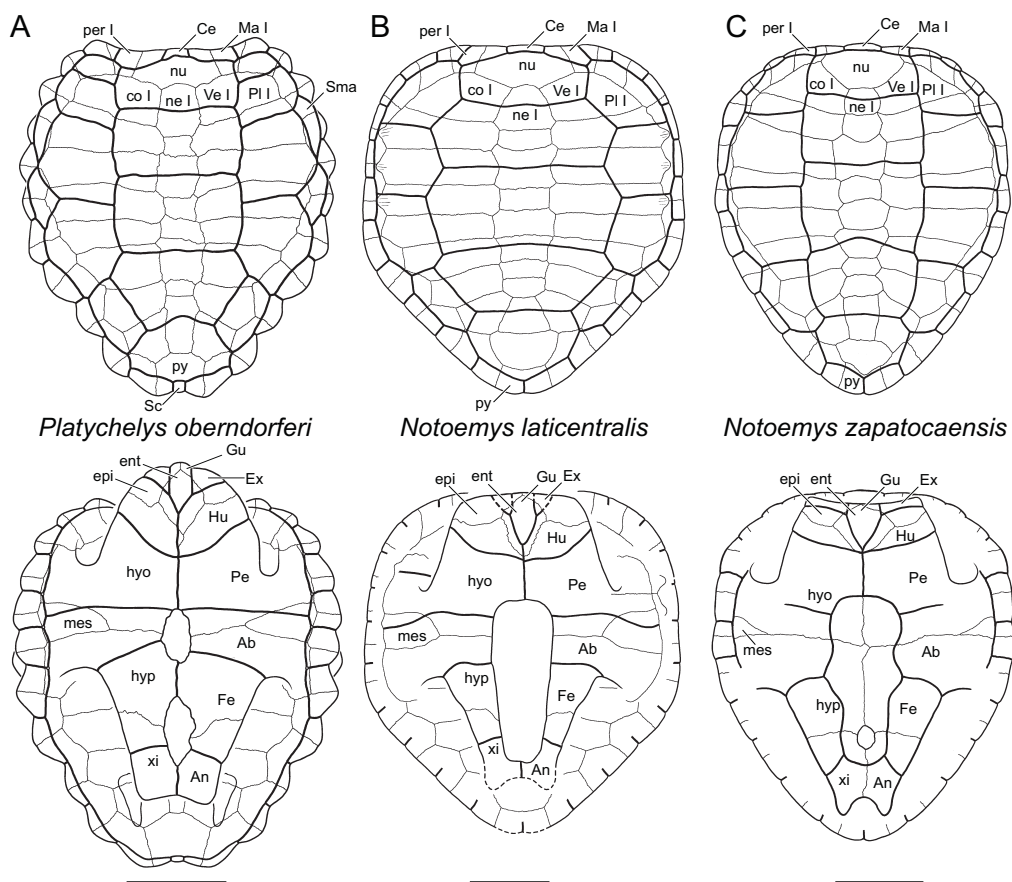 A
per I
Ce
Ma I
nu
co I
ne I
Ve I
Pl I
Sma
py
Sc
Platychelys oberndorferi
B
per I
Ce
Ma I
nu
co I
Ve I
Pl I
ne I
py
Notoemys laticentralis
C
per I
Ce
Ma I
nu
co I
Ve I
Pl I
ne I
py
Notoemys zapatocaensis
Gu
ent
epi
Ex
Hu
hyo
Pe
mes
Ab
hyp
Fe
xi
An
epi
ent
Gu
Ex
Hu
hyo
Pe
mes
Ab
hyp
Fe
xi
An
epi
ent
Gu
Ex
Hu
Pe
hyo
mes
Ab
hyp
Fe
xi
An